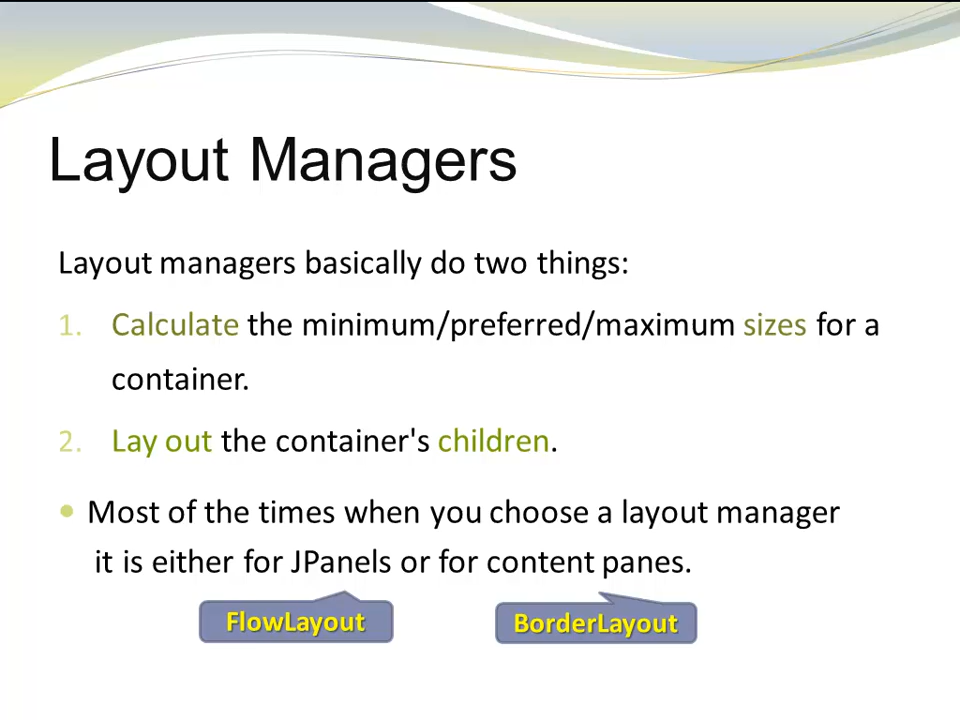 Layout Managers
Layout managers basically do two things:
1. Calculate the minimum/preferred/maximum sizes for a
container.
2. Lay out the container's children.
• Most of the times when you choose a layout manager
it is either for JPanels or for content panes.
FlowLayout
BorderLayout